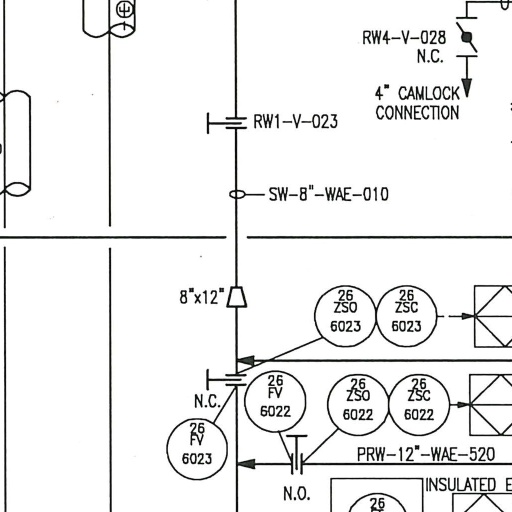 RW4-V-028
N.C.
4" CAMLOCK
CONNECTION
RW1-V-023
SW-8"-WAE-010
8"x12"
26
ZSO
6023
26
ZSC
6023
N.C.
26
FV
6022
26
ZSO
6022
26
ZSC
6022
26
FV
6023
PRW-12"-WAE-520
N.O.
INSULATED E
26